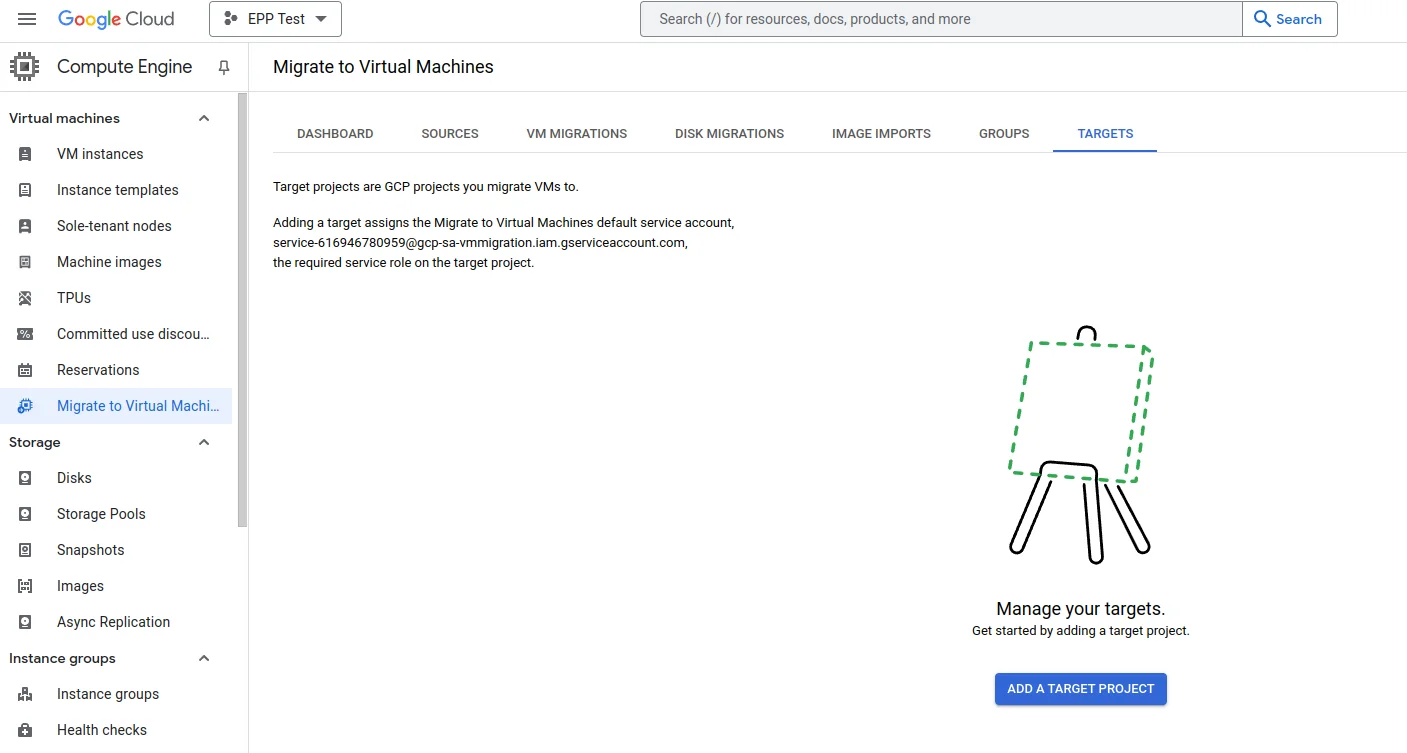 Google Cloud
EPP Test
Search (/) for resources, docs, products, and more
Search
Compute Engine
Migrate to Virtual Machines
Virtual machines
VM instances
Instance templates
Sole-tenant nodes
Machine images
TPUs
Committed use discou...
Reservations
Migrate to Virtual Machi...
Storage
Disks
Storage Pools
Snapshots
Images
Async Replication
Instance groups
Instance groups
Health checks
DASHBOARD
SOURCES
VM MIGRATIONS
DISK MIGRATIONS
IMAGE IMPORTS
GROUPS
TARGETS
Target projects are GCP projects you migrate VMs to.
Adding a target assigns the Migrate to Virtual Machines default service account,
service-616946780959@gcp-sa-vmmigration.iam.gserviceaccount.com,
the required service role on the target project.
Manage your targets.
Get started by adding a target project.
ADD A TARGET PROJECT